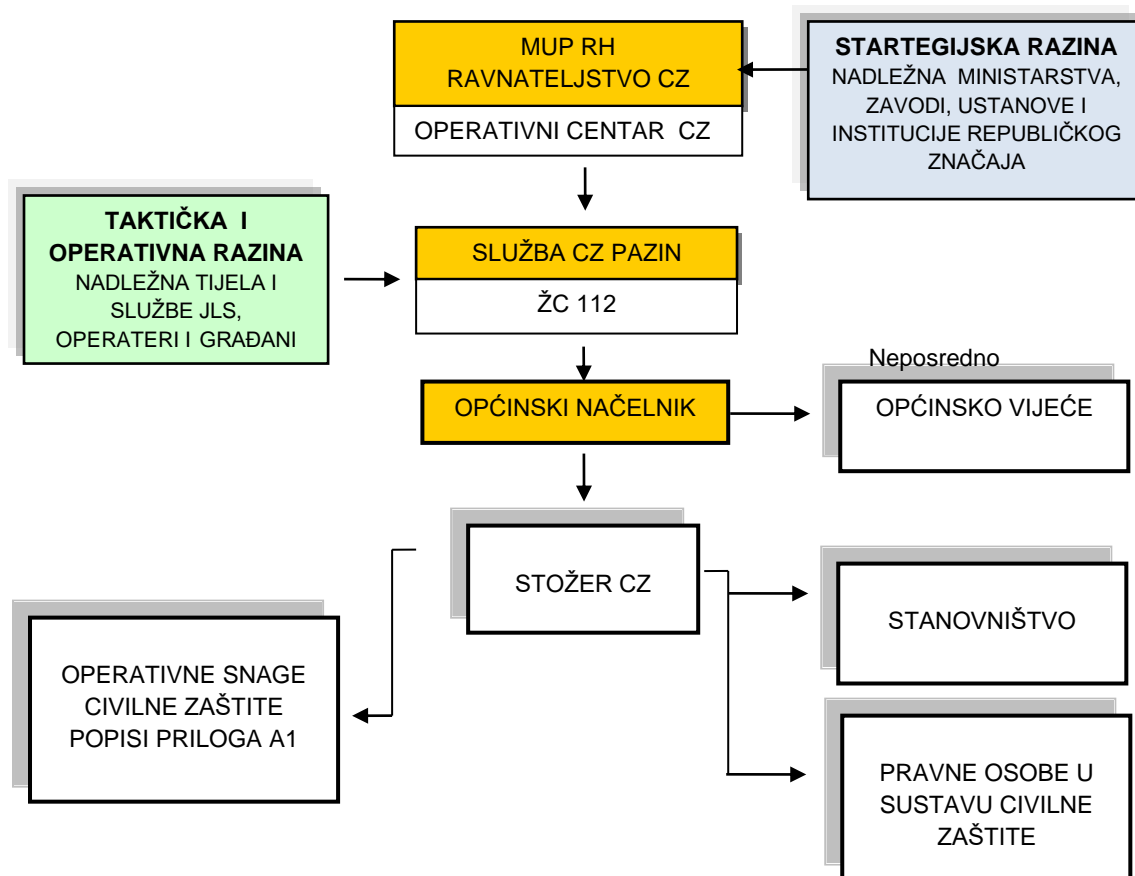 MUP RH
RAVNATELJSTVO CZ
OPERATIVNI CENTAR CZ
STARTEGIJSKA RAZINA
NADLEŽNA MINISTARSTVA,
ZAVODI, USTANOVE I
INSTITUCIJE REPUBLIČKOG
ZNAČAJA
TAKTIČKA I
OPERATIVNA RAZINA
NADLEŽNA TIJELA I
SLUŽBE JLS,
OPERATERI I GRAĐANI
SLUŽBA CZ PAZIN
ŽC 112
OPĆINSKI NAČELNIK
Neposredno
OPĆINSKO VIJEĆE
STOŽER CZ
STANOVNIŠTVO
OPERATIVNE SNAGE
CIVILNE ZAŠTITE
POPISI PRILOGA A1
PRAVNE OSOBE U
SUSTAVU CIVILNE
ZAŠTITE